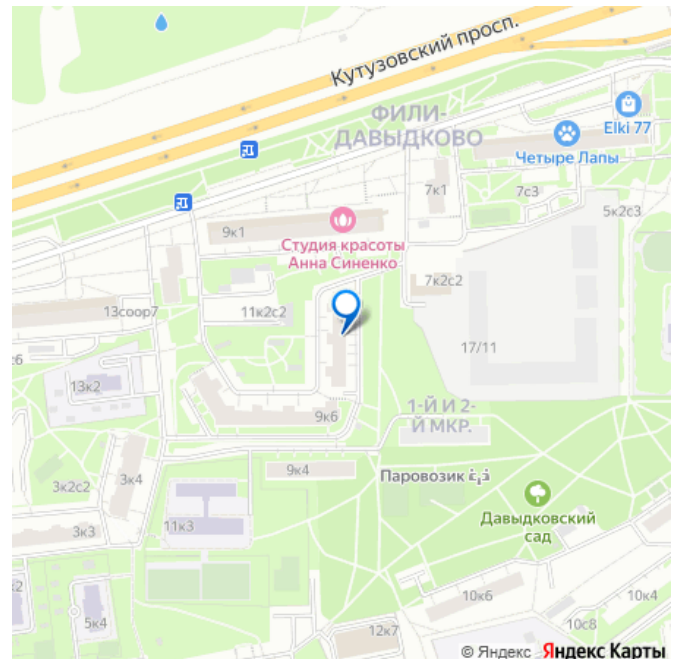 Кутузовский просп.
ФИЛИ-
ДАВЫДКОВО
Elki 77
Четыре Лапы
7к1
7с3
5к2с3
9к1
Студия красоты
Анна Синенко
7к2с2
13соор7
11к2с2
17/11
с6
13к2
9к6
1-Й И 2-
Й МКР.
9к4
Паровозик
3к4
3к2с2
Давыдковский
сад
3к3
11к3
к2
5к4
10к6
10к4
10с8
12к7
© Яндекс Яндекс Карты